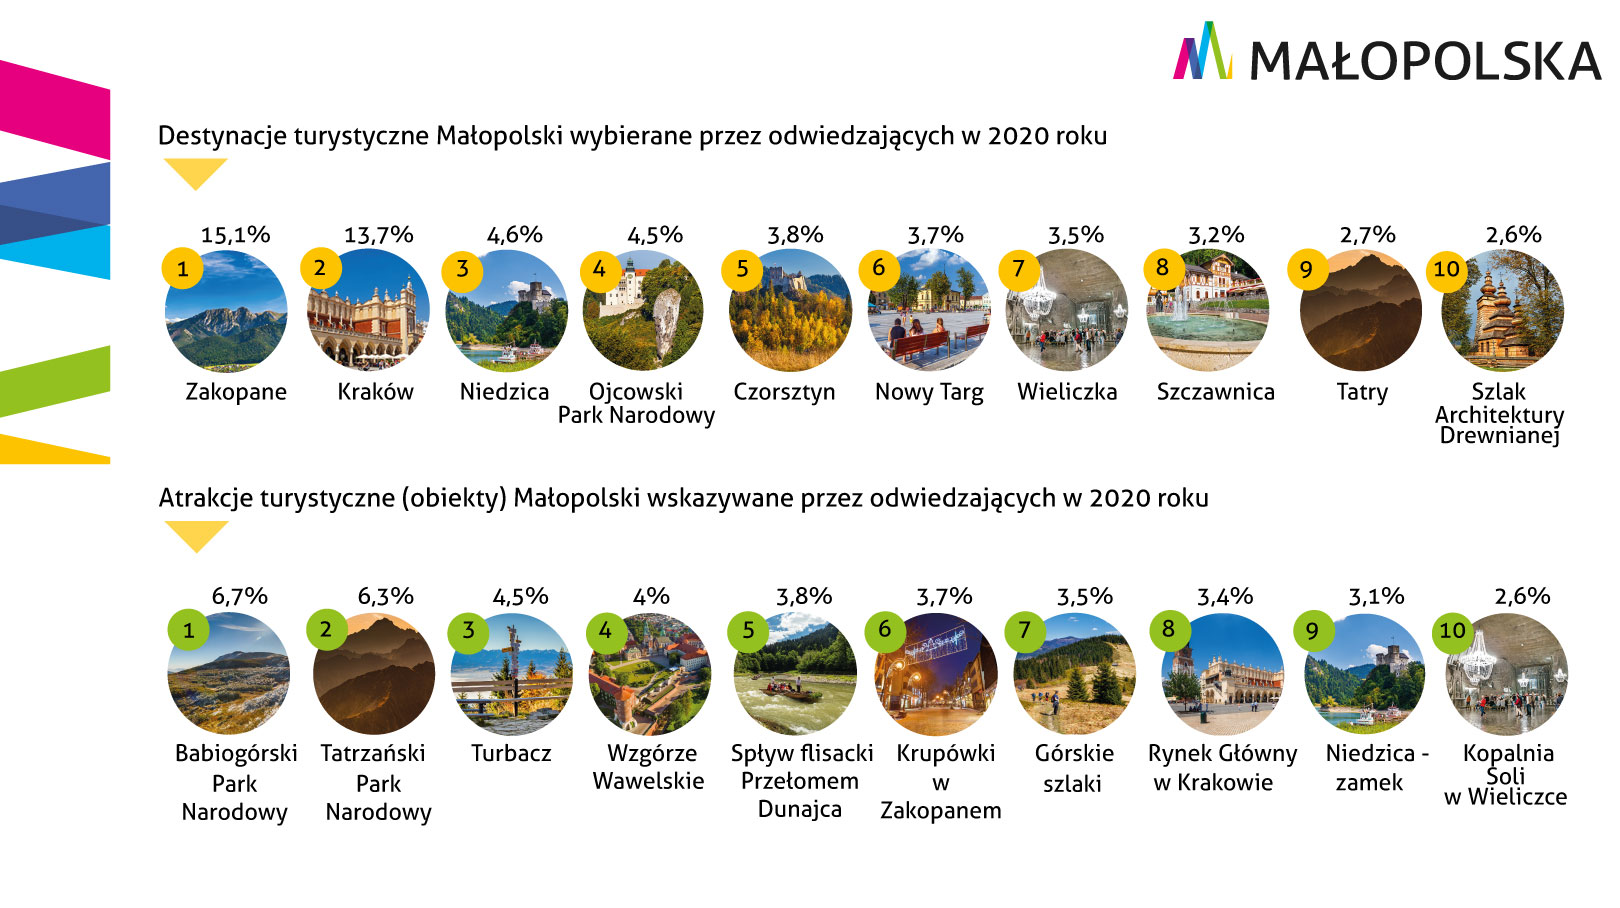 MAŁOPOLSKA
Destynacje turystyczne Małopolski wybierane przez odwiedzających w 2020 roku
15,1% 13,7% 4,6% 4,5% 3,8% 3,7% 3,5% 3,2% 2,7% 2,6%
1 2 3 4 5 6 7 8 9 10
Zakopane Kraków Niedzica Ojcowski Czorsztyn Nowy Targ Wieliczka Szczawnica Tatry Szlak
Park Narodowy Architektury
Drewnianej
Atrakcje turystyczne (obiekty) Małopolski wskazywane przez odwiedzających w 2020 roku
6,7% 6,3% 4,5% 4% 3,8% 3,7% 3,5% 3,4% 3,1% 2,6%
1 2 3 4 5 6 7 8 9 10
Babiogórski Tatrzański Turbacz Wzgórze Spływ flisacki Krupówki Górskie Rynek Główny Niedzica - Kopalnia
Park Park Wawelskie Przełomem w szlaki w Krakowie zamek Soli
Narodowy Narodowy Dunajca Zakopanem w Wieliczce